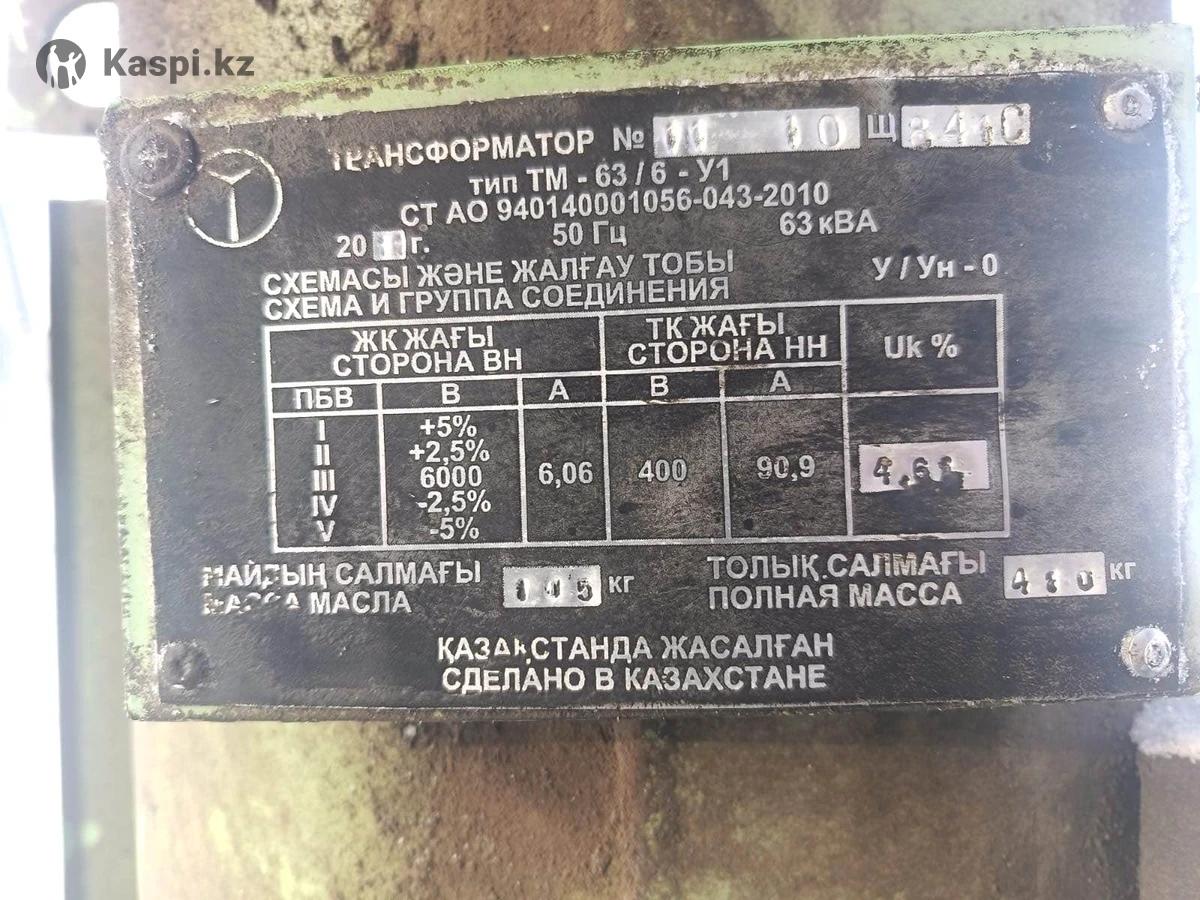 Kaspi.kz
ТРАНСФОРМАТОР №
тип ТМ - 63 / 6 - У1
СТ АО 940140001056-043-2010
50 Гц 63 кВА
СХЕМАСЫ ЖӘНЕ ЖАЛҒАУ ТОБЫ
СХЕМА И ГРУППА СОЕДИНЕНИЯ
У / Ун - 0
ЖК ЖАҒЫ
СТОРОНА ВН
ТК ЖАҒЫ
СТОРОНА НН
Uk %
ПБВ В А В А
I +5%
II +2,5%
III 6000 6,06 400 90,9
IV -2,5%
V -5%
МАЙДЫҢ САЛМАҒЫ кг
МАССА МАСЛА
ТОЛЫҚ САЛМАҒЫ кг
ПОЛНАЯ МАССА
ҚАЗАҚСТАНДА ЖАСАЛҒАН
СДЕЛАНО В КАЗАХСТАНЕ